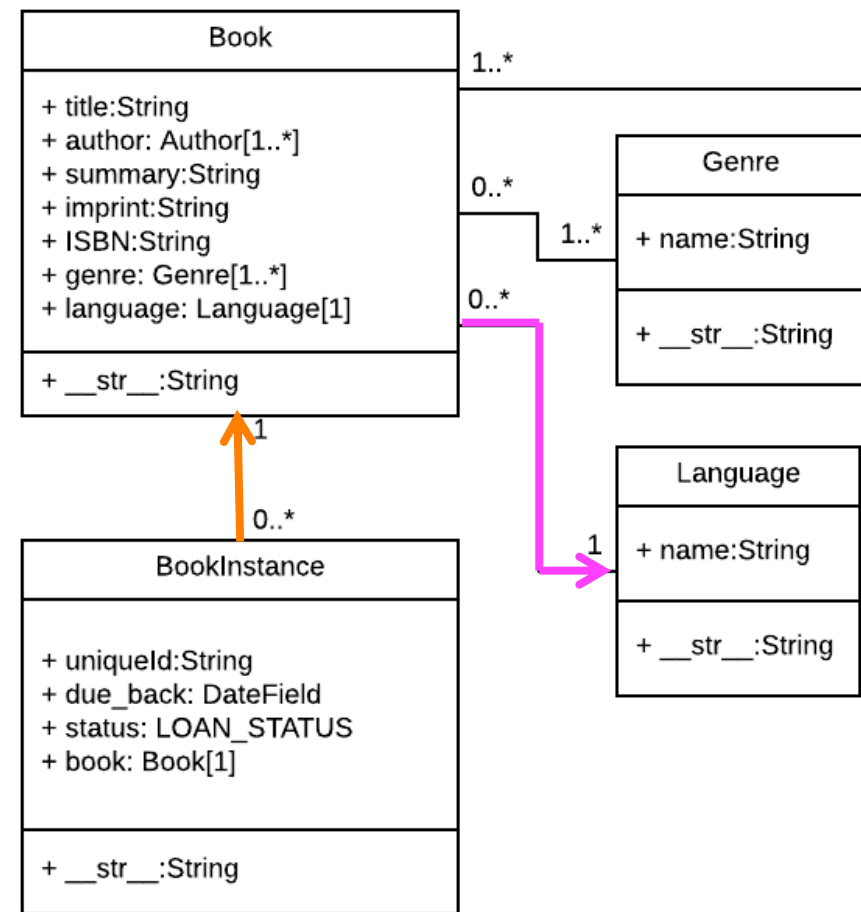 Book
+ title:String
+ author: Author[1..*]
+ summary:String
+ imprint:String
+ ISBN:String
+ genre: Genre[1..*]
+ language: Language[1]
+ __str__:String
1..*
0..*
1..*
0..*
1
1
0..*
Genre
+ name:String
+ __str__:String
Language
+ name:String
+ __str__:String
BookInstance
+ uniqueId:String
+ due_back: DateField
+ status: LOAN_STATUS
+ book: Book[1]
+ __str__:String